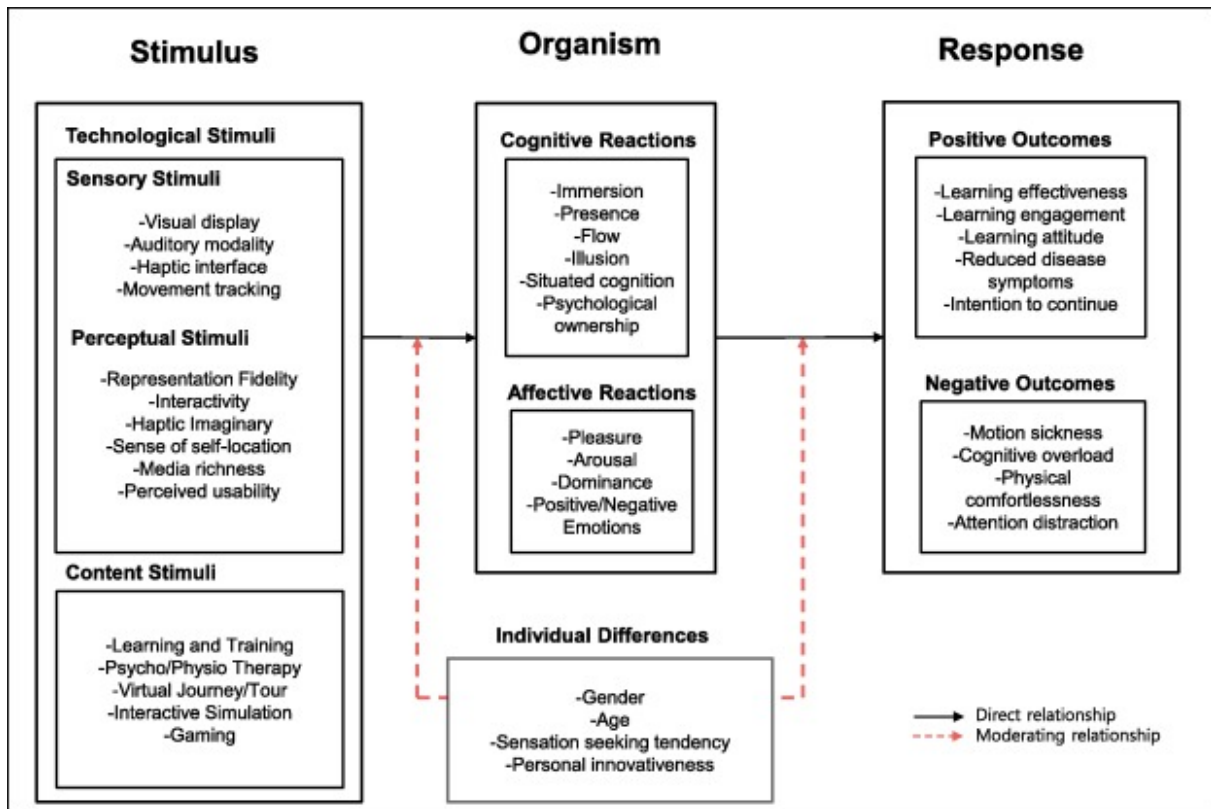 Stimulus
Organism
Response
Technological Stimuli
Sensory Stimuli
-Visual display
-Auditory modality
-Haptic interface
-Movement tracking
Perceptual Stimuli
-Representation Fidelity
-Interactivity
-Haptic Imaginary
-Sense of self-location
-Media richness
-Perceived usability
Content Stimuli
-Learning and Training
-Psycho/Physio Therapy
-Virtual Journey/Tour
-Interactive Simulation
-Gaming
Cognitive Reactions
-Immersion
-Presence
-Flow
-Illusion
-Situated cognition
-Psychological
ownership
Affective Reactions
-Pleasure
-Arousal
-Dominance
-Positive/Negative
Emotions
Individual Differences
-Gender
-Age
-Sensation seeking tendency
-Personal innovativeness
Positive Outcomes
-Learning effectiveness
-Learning engagement
-Learning attitude
-Reduced disease
symptoms
-Intention to continue
Negative Outcomes
-Motion sickness
-Cognitive overload
-Physical
comfortlessness
-Attention distraction
Direct relationship
Moderating relationship